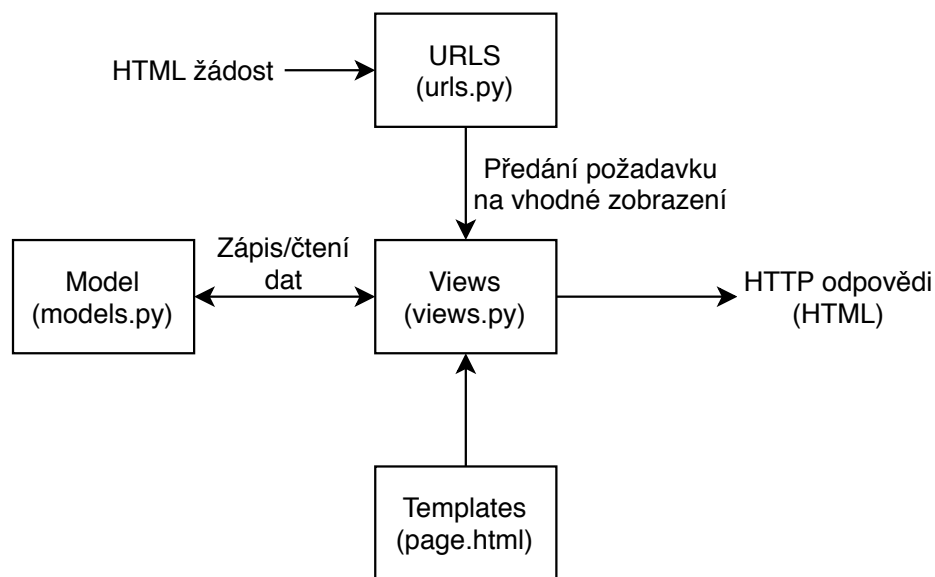 HTML žádost
URLS
(urls.py)
Předání požadavku
na vhodné zobrazení
Model
(models.py)
Zápis/čtení
dat
Views
(views.py)
HTTP odpovědi
(HTML)
Templates
(page.html)